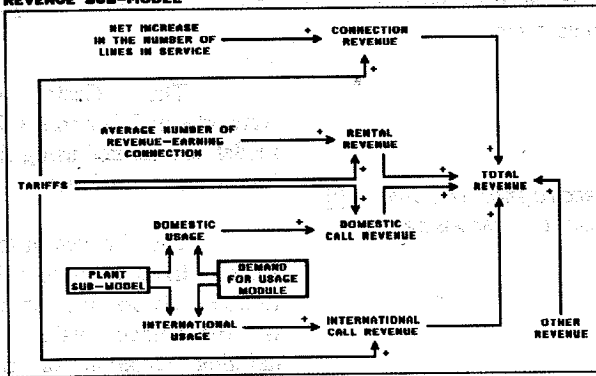 REVENUE SUB-MODEL
NET INCREASE
IN THE NUMBER OF
LINES IN SERVICE
+
CONNECTION
REVENUE
+
AVERAGE NUMBER OF
REVENUE-EARNING
CONNECTION
+
RENTAL
REVENUE
+
+
+
TARIFFS
+
+
+
TOTAL
REVENUE
+
+
DOMESTIC
USAGE
+
DOMESTIC
CALL REVENUE
PLANT
SUB-MODEL
DEMAND
FOR USAGE
MODULE
INTERNATIONAL
USAGE
+
INTERNATIONAL
CALL REVENUE
+
OTHER
REVENUE